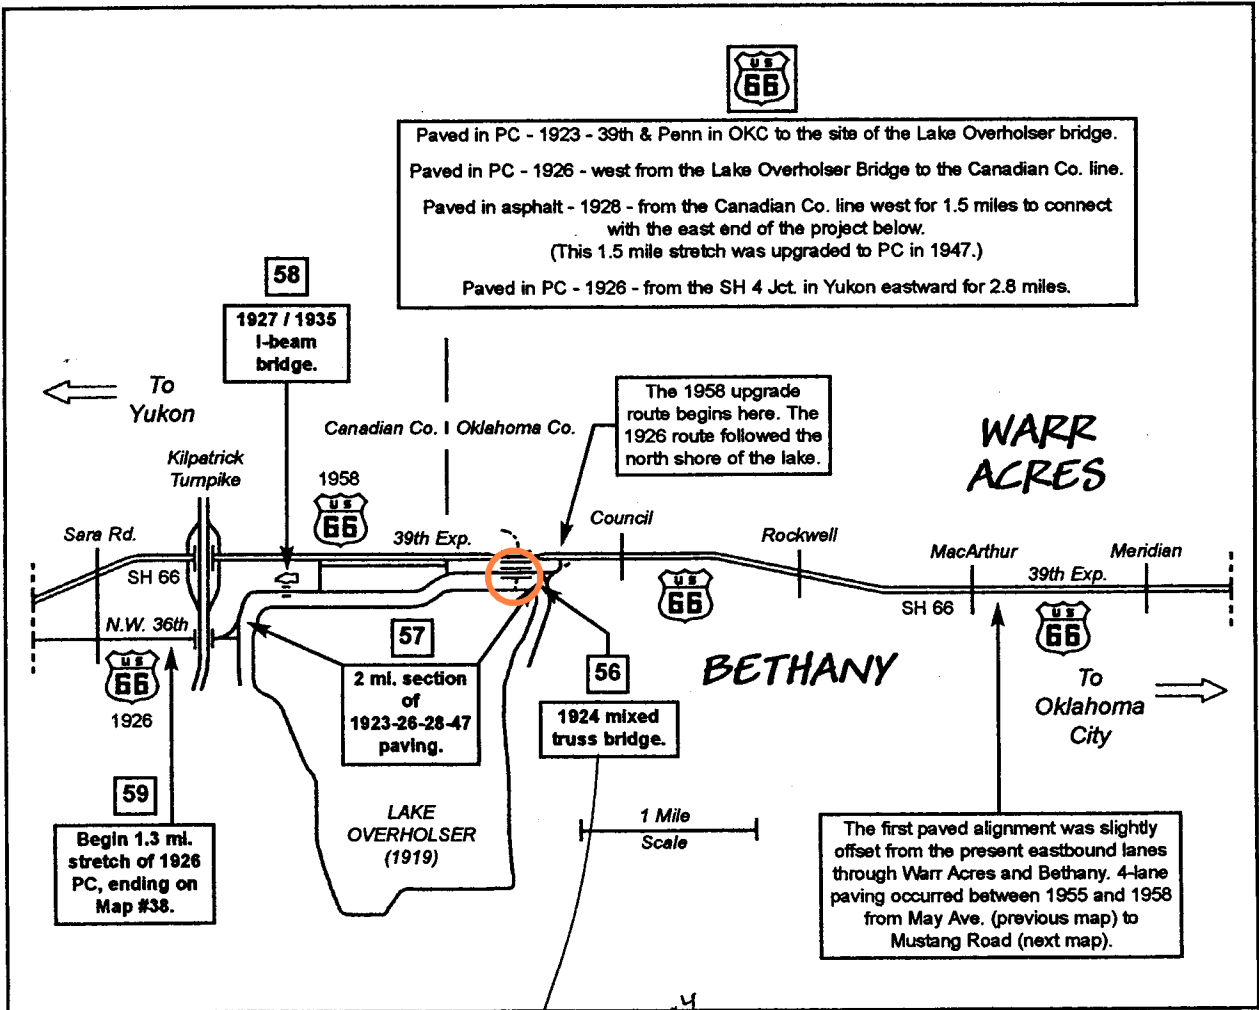 US
66
Paved in PC - 1923 - 39th & Penn in OKC to the site of the Lake Overholser bridge.
Paved in PC - 1926 - west from the Lake Overholser Bridge to the Canadian Co. line.
Paved in asphalt - 1928 - from the Canadian Co. line west for 1.5 miles to connect
with the east end of the project below.
(This 1.5 mile stretch was upgraded to PC in 1947.)
Paved in PC - 1926 - from the SH 4 Jct. in Yukon eastward for 2.8 miles.
58
1927 / 1935
I-beam
bridge.
To
Yukon
Canadian Co.
Oklahoma Co.
The 1958 upgrade
route begins here. The
1926 route followed the
north shore of the lake.
WARR
ACRES
Kilpatrick
Turnpike
1958
US
66
Sara Rd.
39th Exp.
Council
Rockwell
MacArthur
Meridian
SH 66
39th Exp.
SH 66
US
66
US
66
N.W. 36th
US
66
1926
57
2 mi. section
of
1923-26-28-47
paving.
56
1924 mixed
truss bridge.
BETHANY
To
Oklahoma
City
59
Begin 1.3 mi.
stretch of 1926
PC, ending on
Map #38.
LAKE
OVERHOLSER
(1919)
1 Mile
Scale
The first paved alignment was slightly
offset from the present eastbound lanes
through Warr Acres and Bethany. 4-lane
paving occurred between 1955 and 1958
from May Ave. (previous map) to
Mustang Road (next map).